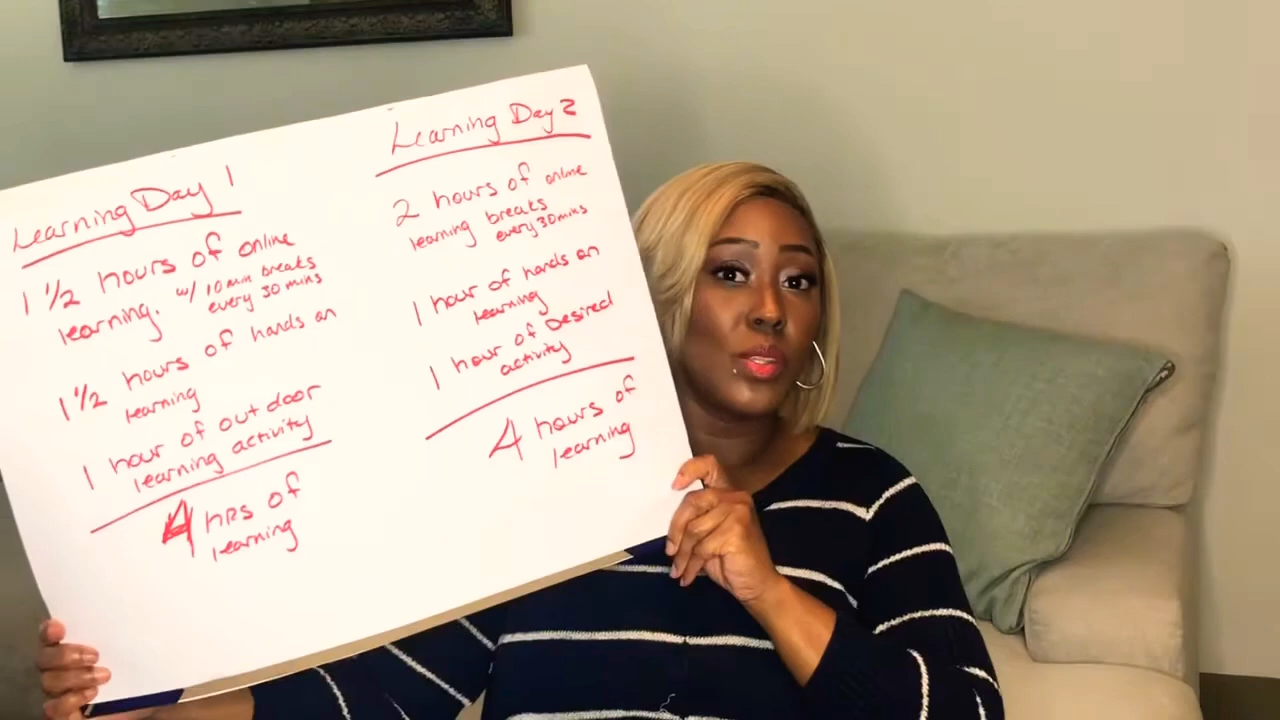 Learning Day 1
1 1/2 hours of online
learning. w/ 10 min breaks
every 30 mins
1 1/2 hours of hands on
learning
1 hour of out door
learning activity
4 hrs of
learning
Learning Day 2
2 hours of online
learning breaks
every 30 mins
1 hour of hands on
learning
1 hour of Desired
activity
4 hours of
learning